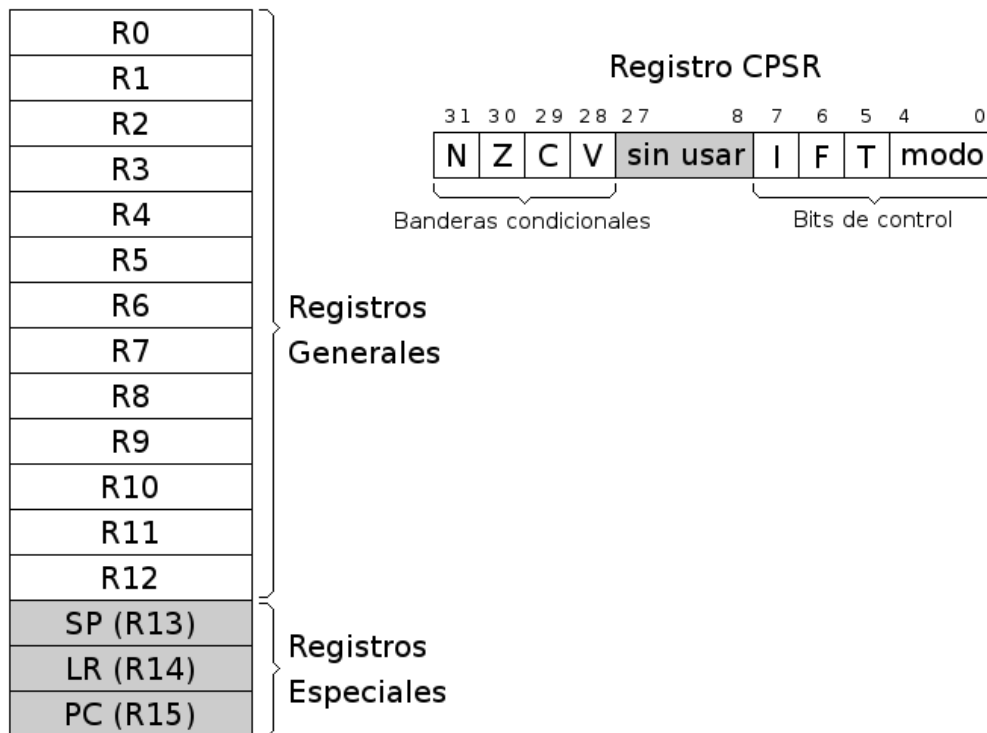 R0
R1
R2
R3
R4
R5
R6
R7
R8
R9
R10
R11
R12
SP (R13)
LR (R14)
PC (R15)
Registros
Generales
Registros
Especiales
Registro CPSR
31 30 29 28 27 8 7 6 5 4 0
N Z C V sin usar I F T modo
Banderas condicionales Bits de control